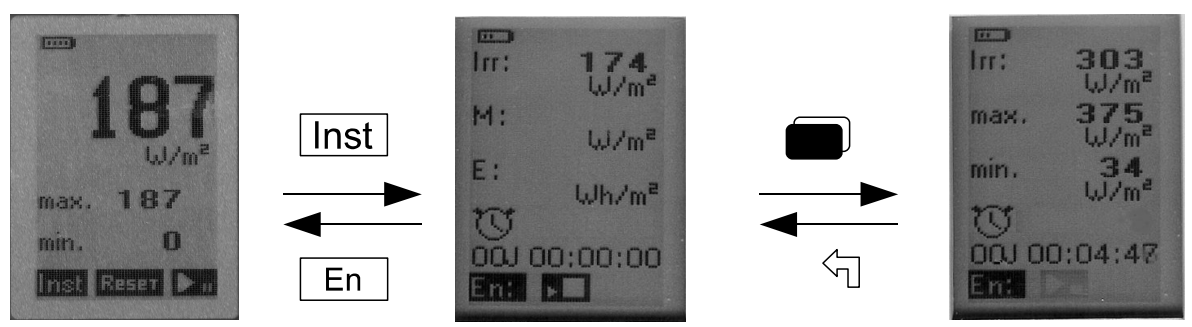 187
W/m²
max. 187
min. 0
Inst Reset
Inst
En
Irr: 174
W/m²
M:
W/m²
E:
Wh/m²
00J 00:00:00
En:
Irr: 303
W/m²
max. 375
W/m²
min. 34
W/m²
00J 00:04:47
En: